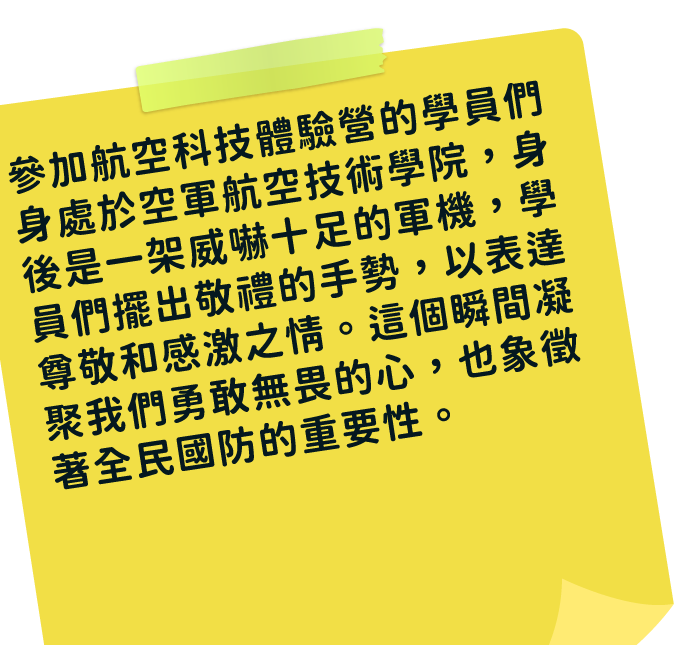 參加航空科技體驗營的學員們
身處於空軍航空技術學院，身
後是一架威嚇十足的軍機，學
員們擺出敬禮的手勢，以表達
尊敬和感激之情。這個瞬間凝
聚我們勇敢無畏的心，也象徵
著全民國防的重要性。